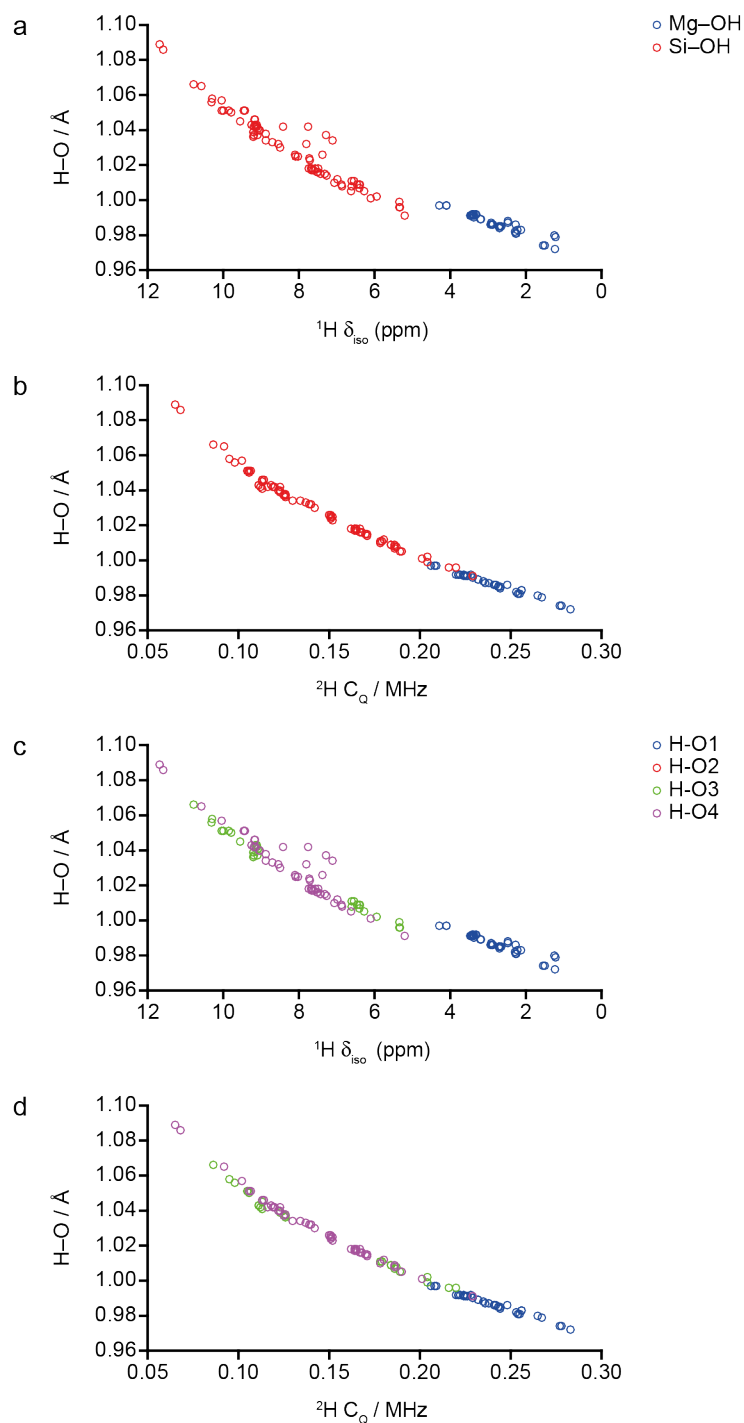 a
Mg–OH
Si–OH
H–O / Å
1.10
1.08
1.06
1.04
1.02
1.00
0.98
0.96
12 10 8 6 4 2 0
¹H δiso (ppm)
b
H–O / Å
1.10
1.08
1.06
1.04
1.02
1.00
0.98
0.96
0.05 0.10 0.15 0.20 0.25 0.30
²H CQ / MHz
c
H-O1
H-O2
H-O3
H-O4
H–O / Å
1.10
1.08
1.06
1.04
1.02
1.00
0.98
0.96
12 10 8 6 4 2 0
¹H δiso (ppm)
d
H–O / Å
1.10
1.08
1.06
1.04
1.02
1.00
0.98
0.96
0.05 0.10 0.15 0.20 0.25 0.30
²H CQ / MHz